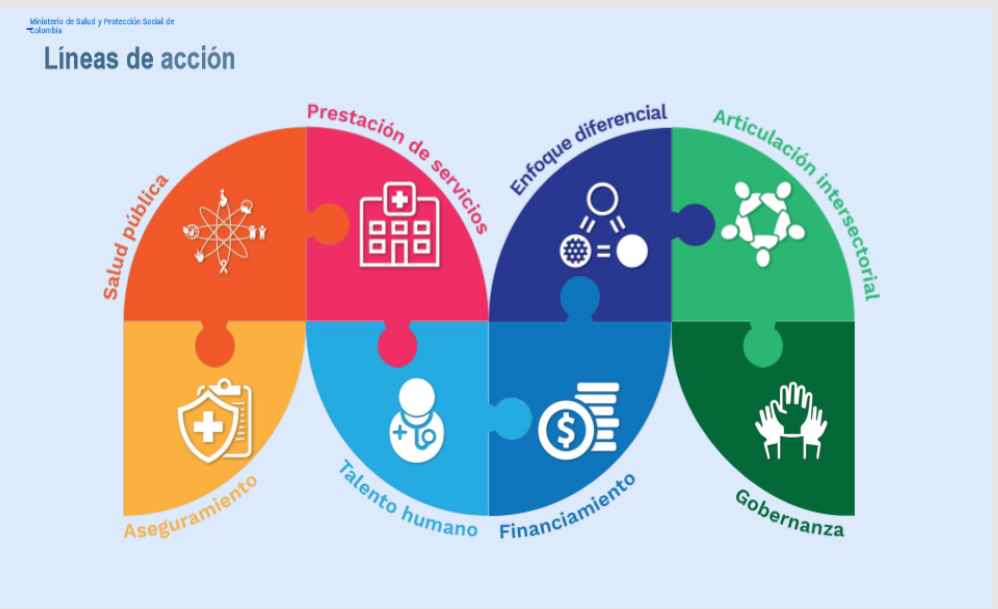 Ministerio de Salud y Protección Social de
Colombia
Líneas de acción
Salud pública
Prestación de servicios
Enfoque diferencial
Articulación intersectorial
Aseguramiento
Talento humano
Financiamiento
Gobernanza